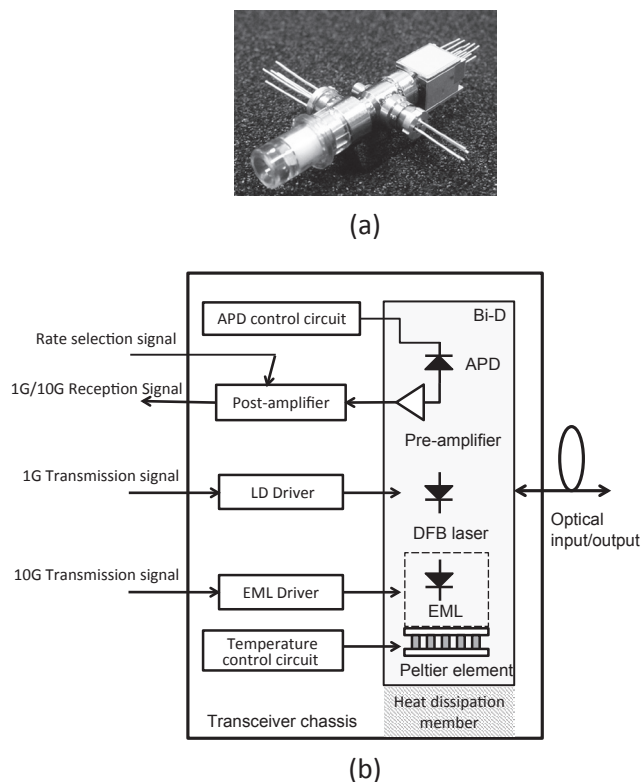 (a)
APD control circuit
Bi-D
Rate selection signal
APD
1G/10G Reception Signal
Post-amplifier
Pre-amplifier
1G Transmission signal
LD Driver
DFB laser
Optical
input/output
10G Transmission signal
EML Driver
EML
Temperature
control circuit
Peltier element
Heat dissipation
member
Transceiver chassis
(b)